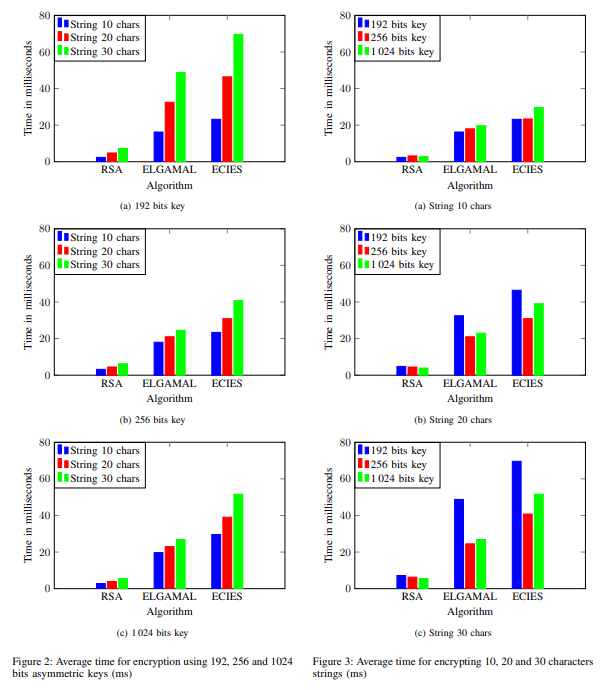 80
60
40
20
0
Time in milliseconds
String 10 chars
String 20 chars
String 30 chars
RSA ELGAMAL ECIES
Algorithm
(a) 192 bits key
80
60
40
20
0
Time in milliseconds
String 10 chars
String 20 chars
String 30 chars
RSA ELGAMAL ECIES
Algorithm
(b) 256 bits key
80
60
40
20
0
Time in milliseconds
String 10 chars
String 20 chars
String 30 chars
RSA ELGAMAL ECIES
Algorithm
(c) 1 024 bits key
Figure 2: Average time for encryption using 192, 256 and 1024
bits asymmetric keys (ms)
80
60
40
20
0
Time in milliseconds
192 bits key
256 bits key
1 024 bits key
RSA ELGAMAL ECIES
Algorithm
(a) String 10 chars
80
60
40
20
0
Time in milliseconds
192 bits key
256 bits key
1 024 bits key
RSA ELGAMAL ECIES
Algorithm
(b) String 20 chars
80
60
40
20
0
Time in milliseconds
192 bits key
256 bits key
1 024 bits key
RSA ELGAMAL ECIES
Algorithm
(c) String 30 chars
Figure 3: Average time for encrypting 10, 20 and 30 characters
strings (ms)